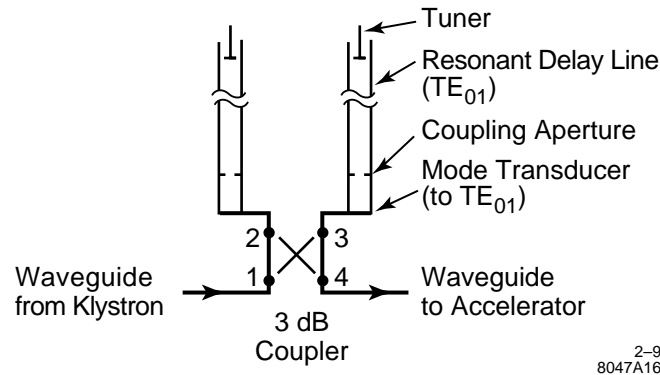 Tuner
Resonant Delay Line
(TE01)
Coupling Aperture
Mode Transducer
(to TE01)
2 3
1 4
Waveguide
from Klystron
Waveguide
to Accelerator
3 dB
Coupler
2–9
8047A16